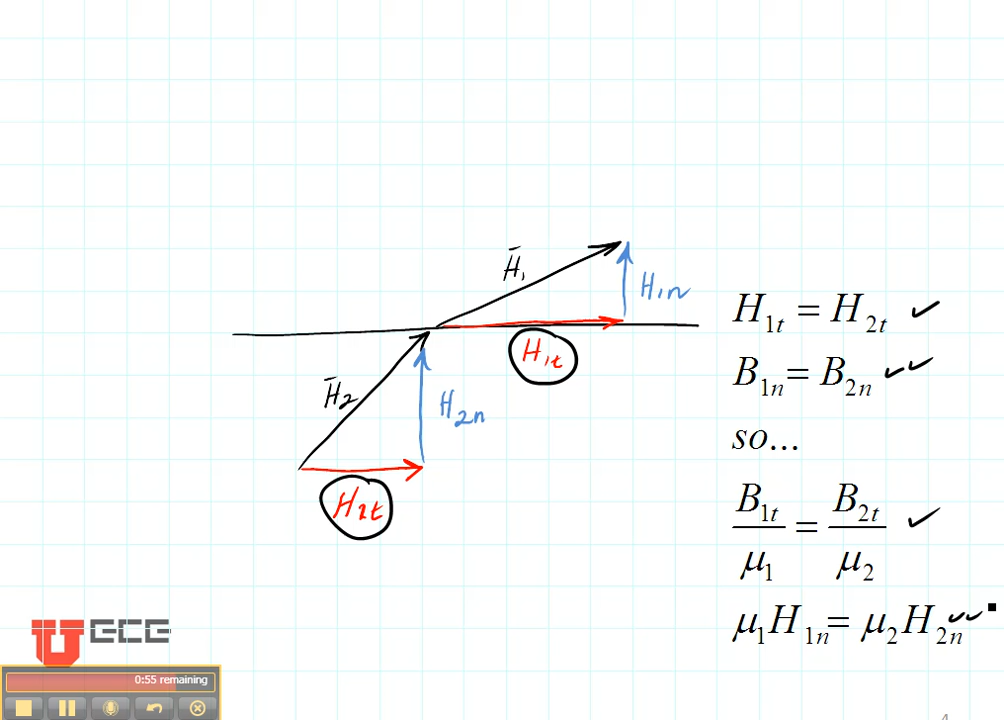 H̄₁
H₁n
H₁t
H̄₂
H₂n
H₂t
H₁t = H₂t ✓
B₁n = B₂n ✓✓
so...
B₁t/μ₁ = B₂t/μ₂ ✓
μ₁H₁n = μ₂H₂n ✓✓
U ECE
0:55 remaining
4